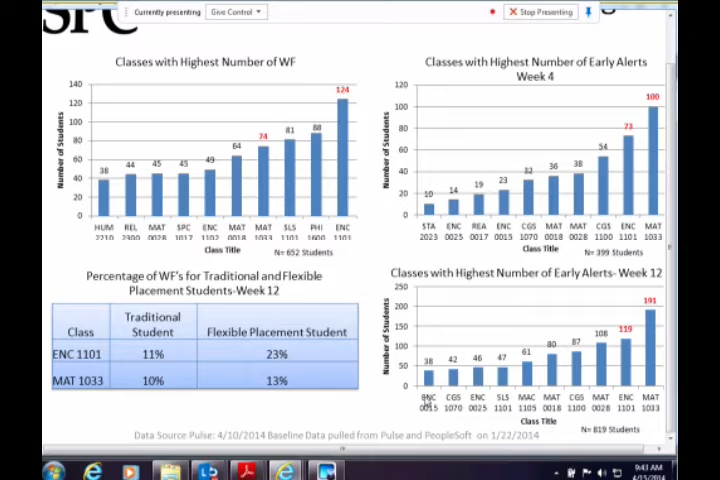 Currently presenting
Give Control
Stop Presenting
SPC
Classes with Highest Number of WF
Number of Students
140
120
100
80
60
40
20
0
38
44
45
45
49
64
74
81
88
124
HUM REL MAT SPC ENC MAT MAT SLS PHI ENC
2210 2300 0028 1017 1102 0018 1033 1101 1600 1101
Class Title
N= 652 Students
Classes with Highest Number of Early Alerts
Week 4
Number of Students
120
100
80
60
40
20
0
10
14
19
23
32
36
38
54
73
100
STA ENC REA ENC CGS MAT MAT CGS ENC MAT
2023 0025 0017 0015 1070 0018 0028 1100 1101 1033
Class Title
N= 399 Students
Percentage of WF's for Traditional and Flexible
Placement Students-Week 12
Class
Traditional
Student
Flexible Placement Student
ENC 1101 11% 23%
MAT 1033 10% 13%
Classes with Highest Number of Early Alerts- Week 12
Number of Students
250
200
150
100
50
0
38
42
46
47
61
80
87
108
119
191
ENC CGS ENC SLS MAC MAT CGS MAT ENC MAT
0015 1070 0025 1101 1105 0018 1100 0028 1101 1033
Class Title
N= 819 Students
Data Source Pulse: 4/10/2014 Baseline Data pulled from Pulse and PeopleSoft on 1/22/2014
9:43 AM
4/15/2014